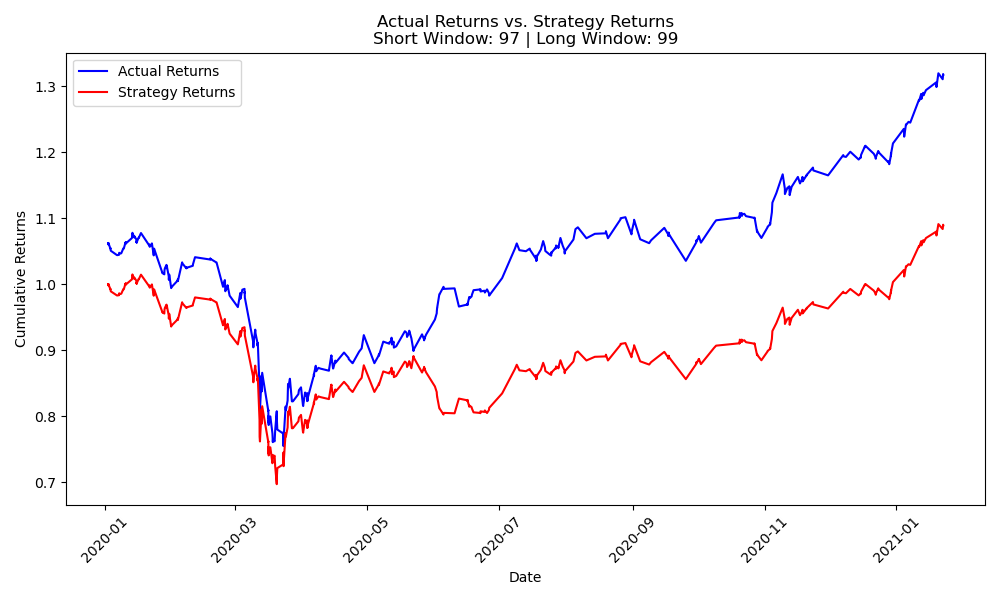 Actual Returns vs. Strategy Returns
Short Window: 97 | Long Window: 99
Actual Returns
Strategy Returns
Cumulative Returns
1.3
1.2
1.1
1.0
0.9
0.8
0.7
2020-01
2020-03
2020-05
2020-07
2020-09
2020-11
2021-01
Date